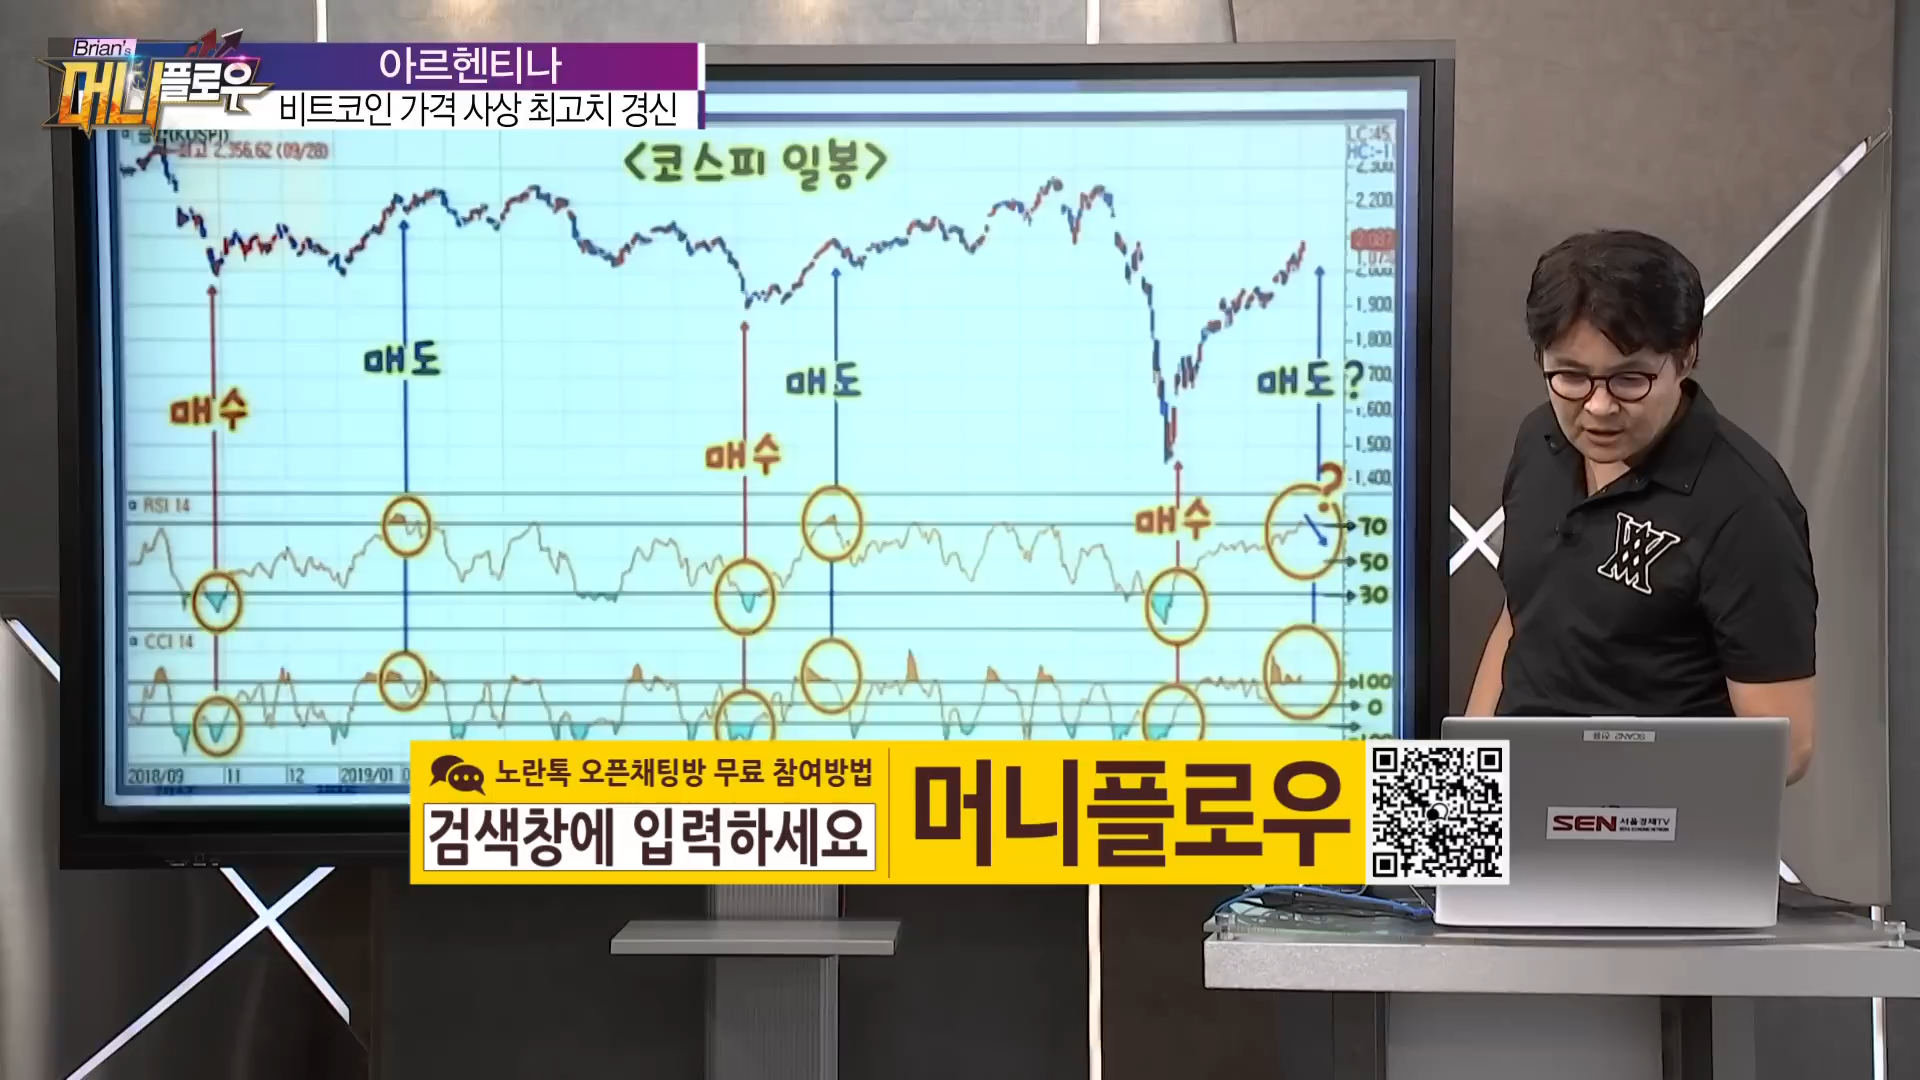 Brian's
머니플로우
아르헨티나
비트코인 가격 사상 최고치 경신
최고 2,356.62 (09/28)
<코스피 일봉>
LC:45
2,200
2,000
1,900
1,800
1,600
1,500
1,400
매수
매도
매수
매도
매수
매도?
?
RSI 14
70
50
30
CCI 14
100
0
2018/09
11
12
2019/01
노란톡 오픈채팅방 무료 참여방법
검색창에 입력하세요
머니플로우
SEN 서울경제TV